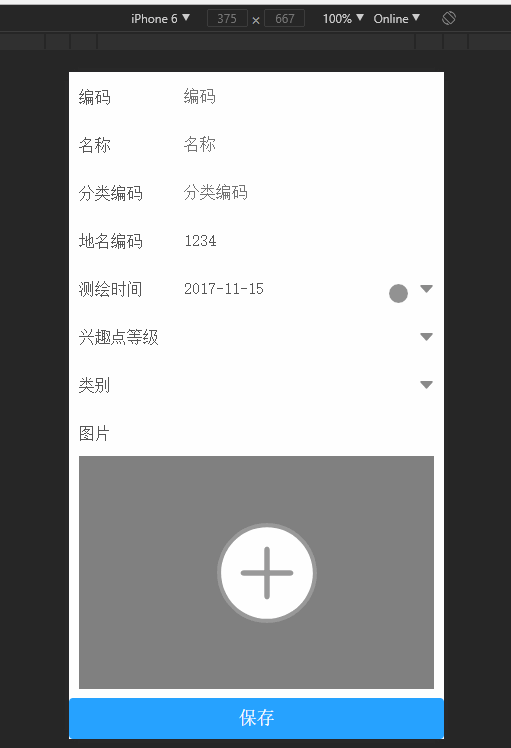 iPhone 6 ▼ 375 × 667 100% ▼ Online ▼
编码 编码
名称 名称
分类编码 分类编码
地名编码 1234
测绘时间 2017-11-15
兴趣点等级
类别
图片
保存